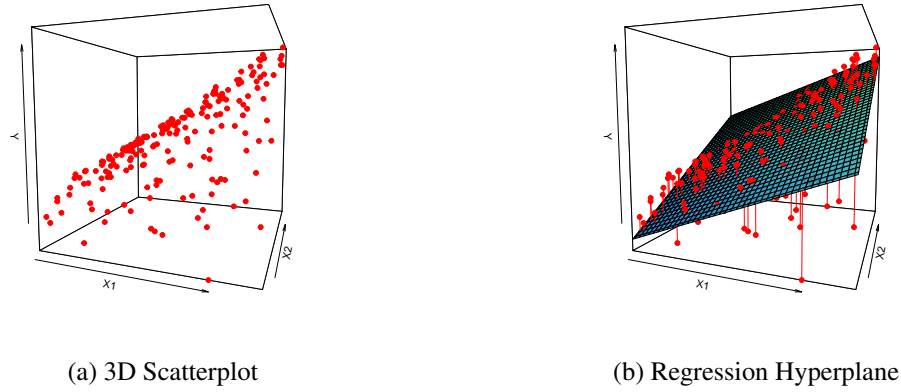 Y
X1
X2
(a) 3D Scatterplot
Y
X1
X2
(b) Regression Hyperplane